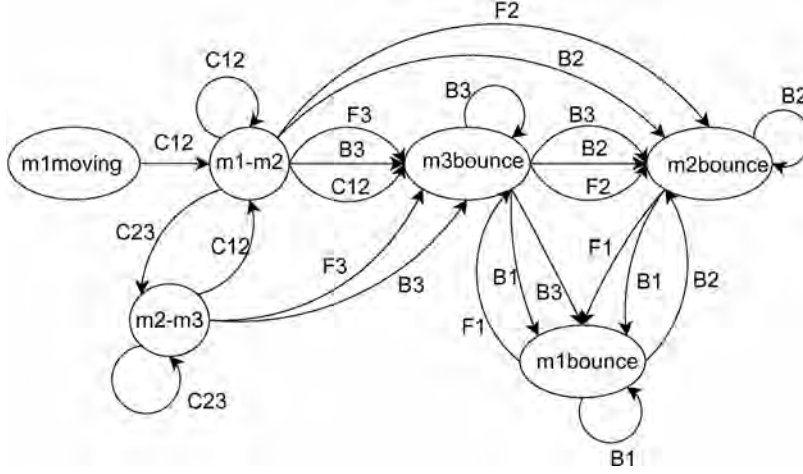 F2
C12
B2
B3
B2
F3
B3
C12
B3
B2
m1moving
m1-m2
m3bounce
m2bounce
C12
F2
C23
C12
F3
B3
F1
B1
B3
F1
B1
B2
m2-m3
m1bounce
C23
B1